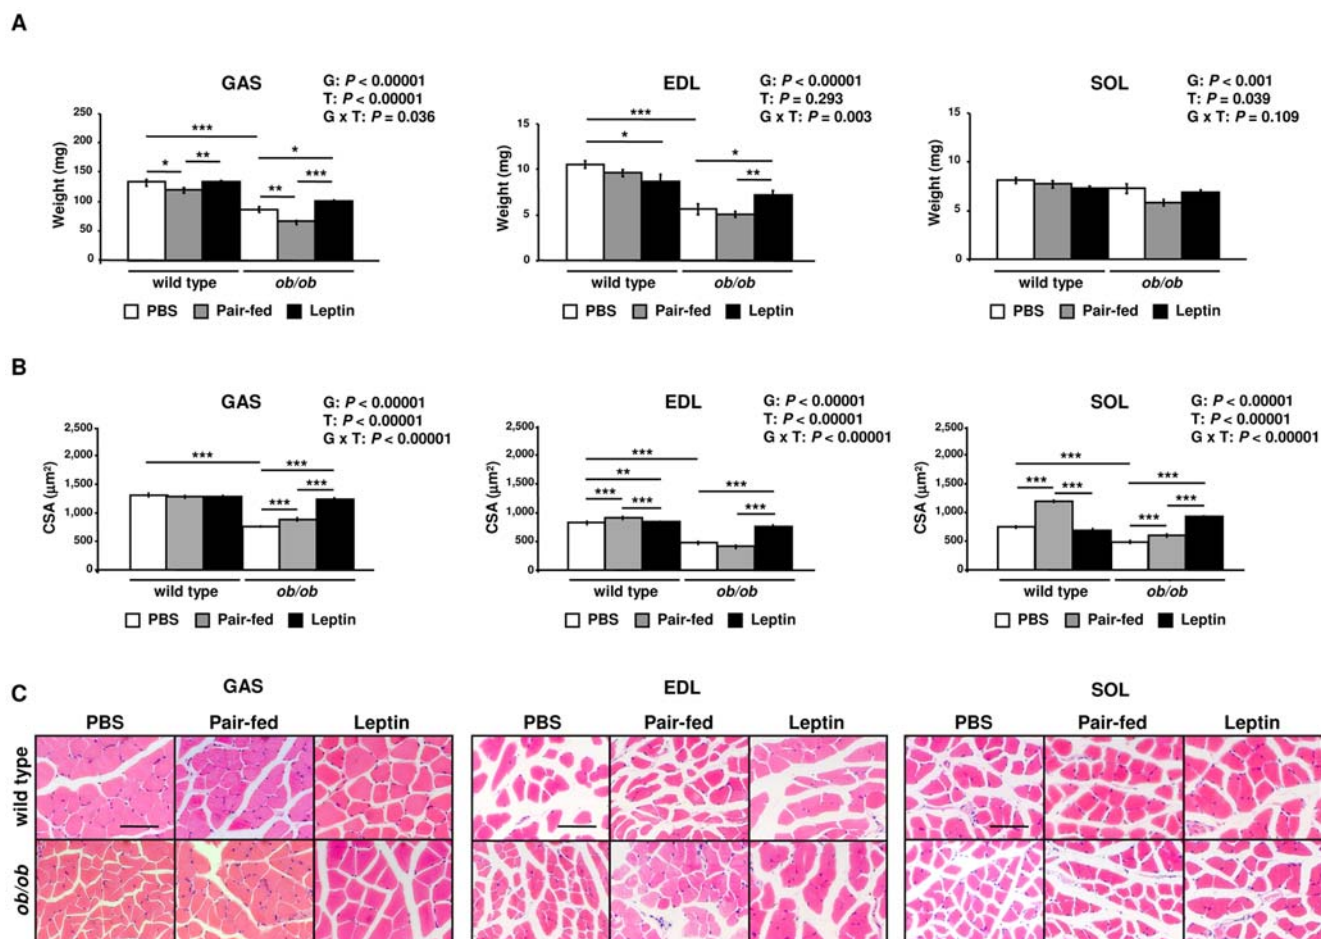 A
GAS
G: P < 0.00001
T: P < 0.00001
G x T: P = 0.036
250
200
150
100
50
0
Weight (mg)
***
*
**
*
**
***
wild type
ob/ob
PBS Pair-fed Leptin
EDL
G: P < 0.00001
T: P = 0.293
G x T: P = 0.003
15
10
5
0
Weight (mg)
***
*
*
**
wild type
ob/ob
PBS Pair-fed Leptin
SOL
G: P < 0.001
T: P = 0.039
G x T: P = 0.109
15
10
5
0
Weight (mg)
wild type
ob/ob
PBS Pair-fed Leptin
B
GAS
G: P < 0.00001
T: P < 0.00001
G x T: P < 0.00001
2,500
2,000
1,500
1,000
500
0
CSA (µm²)
***
***
***
***
wild type
ob/ob
PBS Pair-fed Leptin
EDL
G: P < 0.00001
T: P < 0.00001
G x T: P < 0.00001
2,500
2,000
1,500
1,000
500
0
CSA (µm²)
***
**
***
***
***
***
wild type
ob/ob
PBS Pair-fed Leptin
SOL
G: P < 0.00001
T: P < 0.00001
G x T: P < 0.00001
2,500
2,000
1,500
1,000
500
0
CSA (µm²)
***
***
***
***
***
***
wild type
ob/ob
PBS Pair-fed Leptin
C
GAS
EDL
SOL
PBS Pair-fed Leptin
PBS Pair-fed Leptin
PBS Pair-fed Leptin
wild type
ob/ob